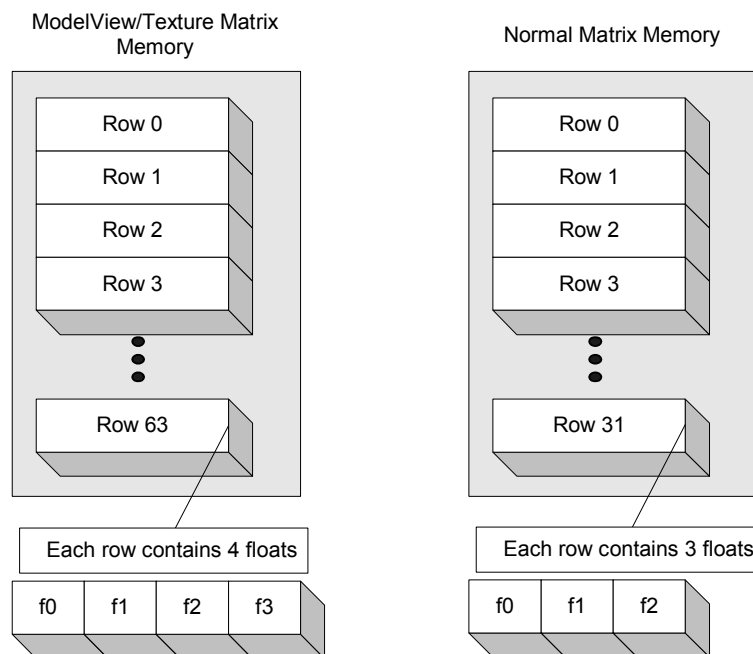 ModelView/Texture Matrix
Memory
Row 0
Row 1
Row 2
Row 3
Row 63
Each row contains 4 floats
f0 f1 f2 f3
Normal Matrix Memory
Row 0
Row 1
Row 2
Row 3
Row 31
Each row contains 3 floats
f0 f1 f2